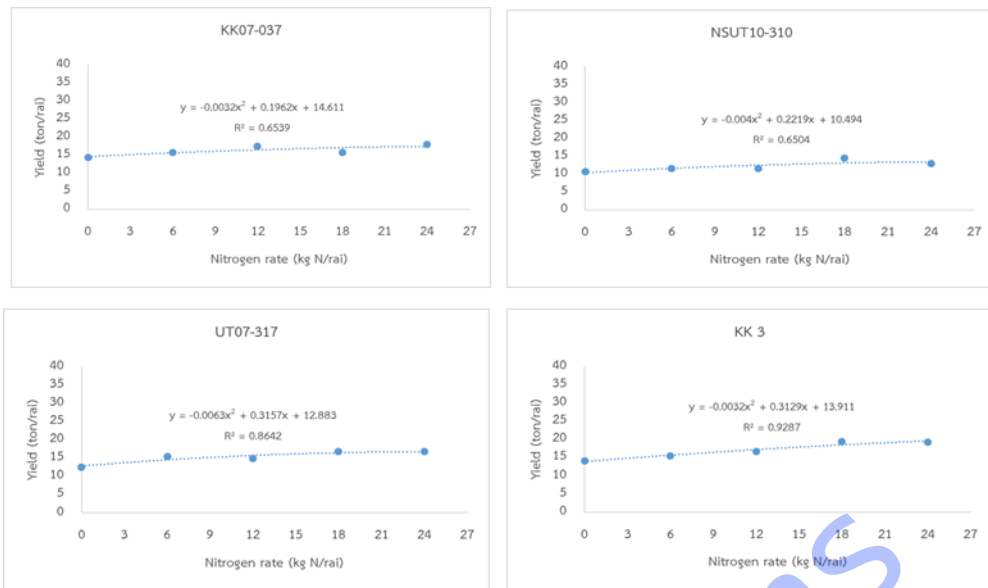 KK07-037
40
35
30
25
20
15
10
5
0
y = -0.0032x² + 0.1962x + 14.611
R² = 0.6539
Yield (ton/rai)
0 3 6 9 12 15 18 21 24 27
Nitrogen rate (kg N/rai)
NSUT10-310
40
35
30
25
20
15
10
5
0
y = -0.004x² + 0.2219x + 10.494
R² = 0.6504
Yield (ton/rai)
0 3 6 9 12 15 18 21 24 27
Nitrogen rate (kg N/rai)
UT07-317
40
35
30
25
20
15
10
5
0
y = -0.0063x² + 0.3157x + 12.883
R² = 0.8642
Yield (ton/rai)
0 3 6 9 12 15 18 21 24 27
Nitrogen rate (kg N/rai)
KK 3
40
35
30
25
20
15
10
5
0
y = -0.0032x² + 0.3129x + 13.911
R² = 0.9287
Yield (ton/rai)
0 3 6 9 12 15 18 21 24 27
Nitrogen rate (kg N/rai)